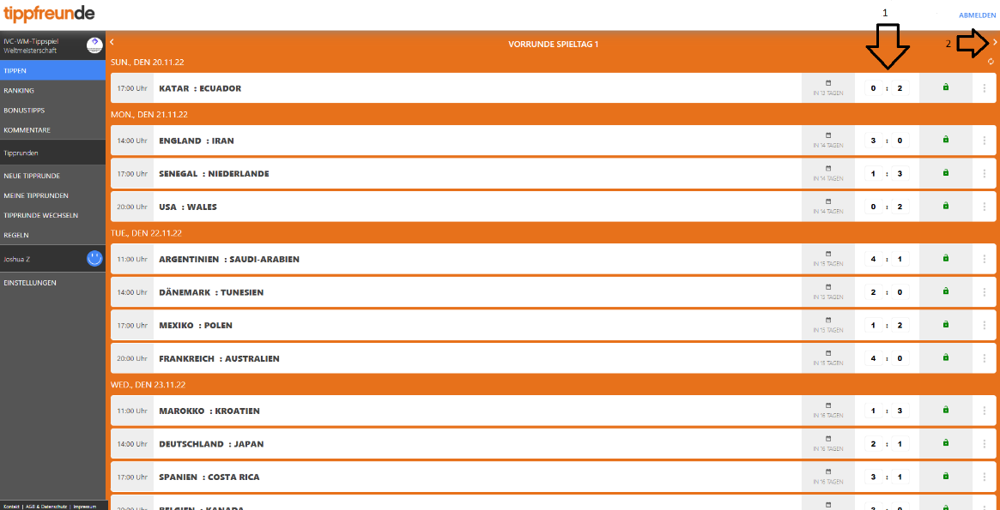 tippfreunde
1
ABMELDEN
IVC-WM-Tippspiel
Weltmeisterschaft
VORRUNDE SPIELTAG 1
2
TIPPEN
RANKING
BONUSTIPPS
KOMMENTARE
Tipprunden
NEUE TIPPRUNDE
MEINE TIPPRUNDEN
TIPPRUNDE WECHSELN
REGELN
Joshua Z
EINSTELLUNGEN
Kontakt | AGB & Datenschutz | Impressum
SUN., DEN 20.11.22
17:00 Uhr KATAR : ECUADOR IN 13 TAGEN 0 : 2
MON., DEN 21.11.22
14:00 Uhr ENGLAND : IRAN IN 14 TAGEN 3 : 0
17:00 Uhr SENEGAL : NIEDERLANDE IN 14 TAGEN 1 : 3
20:00 Uhr USA : WALES IN 14 TAGEN 0 : 2
TUE., DEN 22.11.22
11:00 Uhr ARGENTINIEN : SAUDI-ARABIEN IN 15 TAGEN 4 : 1
14:00 Uhr DÄNEMARK : TUNESIEN IN 15 TAGEN 2 : 0
17:00 Uhr MEXIKO : POLEN IN 15 TAGEN 1 : 2
20:00 Uhr FRANKREICH : AUSTRALIEN IN 15 TAGEN 4 : 0
WED., DEN 23.11.22
11:00 Uhr MAROKKO : KROATIEN IN 16 TAGEN 1 : 3
14:00 Uhr DEUTSCHLAND : JAPAN IN 16 TAGEN 2 : 1
17:00 Uhr SPANIEN : COSTA RICA IN 16 TAGEN 3 : 1
20:00 Uhr BELGIEN : KANADA